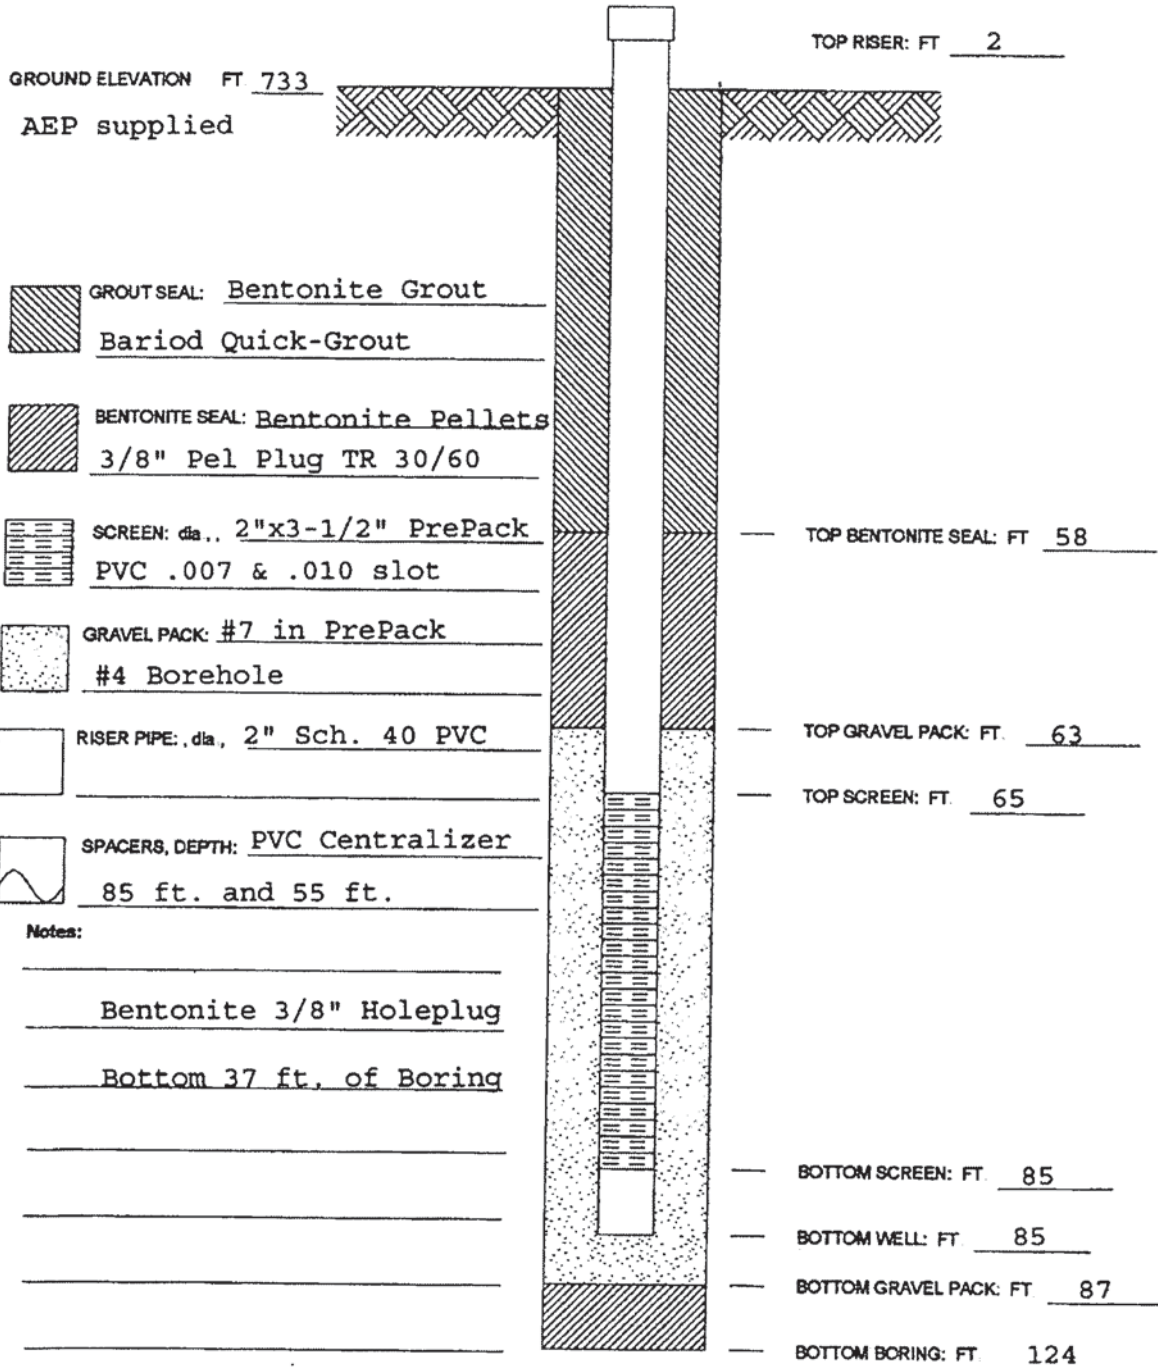 TOP RISER: FT 2
GROUND ELEVATION FT 733
AEP supplied
GROUT SEAL: Bentonite Grout
Bariod Quick-Grout
BENTONITE SEAL: Bentonite Pellets
3/8" Pel Plug TR 30/60
SCREEN: dia., 2"x3-1/2" PrePack
PVC .007 & .010 slot
TOP BENTONITE SEAL: FT 58
GRAVEL PACK: #7 in PrePack
#4 Borehole
RISER PIPE:, dia., 2" Sch. 40 PVC
TOP GRAVEL PACK: FT. 63
TOP SCREEN: FT. 65
SPACERS, DEPTH: PVC Centralizer
85 ft. and 55 ft.
Notes:
Bentonite 3/8" Holeplug
Bottom 37 ft. of Boring
BOTTOM SCREEN: FT. 85
BOTTOM WELL: FT. 85
BOTTOM GRAVEL PACK: FT 87
BOTTOM BORING: FT. 124